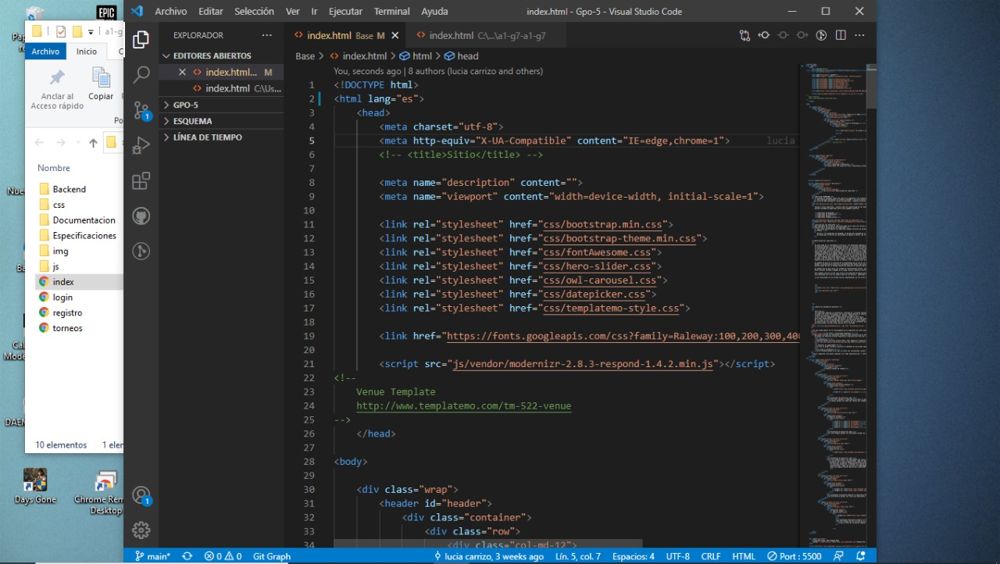 Archivo Editar Selección Ver Ir Ejecutar Terminal Ayuda
index.html - Gpo-5 - Visual Studio Code
EPIC
Archivo Inicio
a1-g
Anclar al
Acceso rápido
Copiar
Nombre
Backend
css
Documentacion
Especificaciones
img
js
index
login
registro
torneos
10 elementos
1 eler
Days Gone
Chrome Rem
Desktop
EXPLORADOR
EDITORES ABIERTOS
index.html... M
index.html C:\Us...
GPO-5
ESQUEMA
LÍNEA DE TIEMPO
1
1
index.html Base M
index.html C:\...\a1-g7-a1-g7
Base > index.html > html > head
You, seconds ago | 8 authors (lucia carrizo and others)
1 <!DOCTYPE html>
2 <html lang="es">
3 <head>
4 <meta charset="utf-8">
5 <meta http-equiv="X-UA-Compatible" content="IE=edge,chrome=1"> lucia
6 <!-- <title>Sitio</title> -->
7
8 <meta name="description" content="">
9 <meta name="viewport" content="width=device-width, initial-scale=1">
10
11 <link rel="stylesheet" href="css/bootstrap.min.css">
12 <link rel="stylesheet" href="css/bootstrap-theme.min.css">
13 <link rel="stylesheet" href="css/fontAwesome.css">
14 <link rel="stylesheet" href="css/hero-slider.css">
15 <link rel="stylesheet" href="css/owl-carousel.css">
16 <link rel="stylesheet" href="css/datepicker.css">
17 <link rel="stylesheet" href="css/templatemo-style.css">
18
19 <link href="https://fonts.googleapis.com/css?family=Raleway:100,200,300,400
20
21 <script src="js/vendor/modernizr-2.8.3-respond-1.4.2.min.js"></script>
22 <!--
23 Venue Template
24 http://www.templatemo.com/tm-522-venue
25 -->
26 </head>
27
28 <body>
29
30 <div class="wrap">
31 <header id="header">
32 <div class="container">
33 <div class="row">
34 <div class="col-md-12">
main* 0 0 Git Graph
lucia carrizo, 3 weeks ago Lín. 5, col. 7 Espacios: 4 UTF-8 CRLF HTML Port : 5500